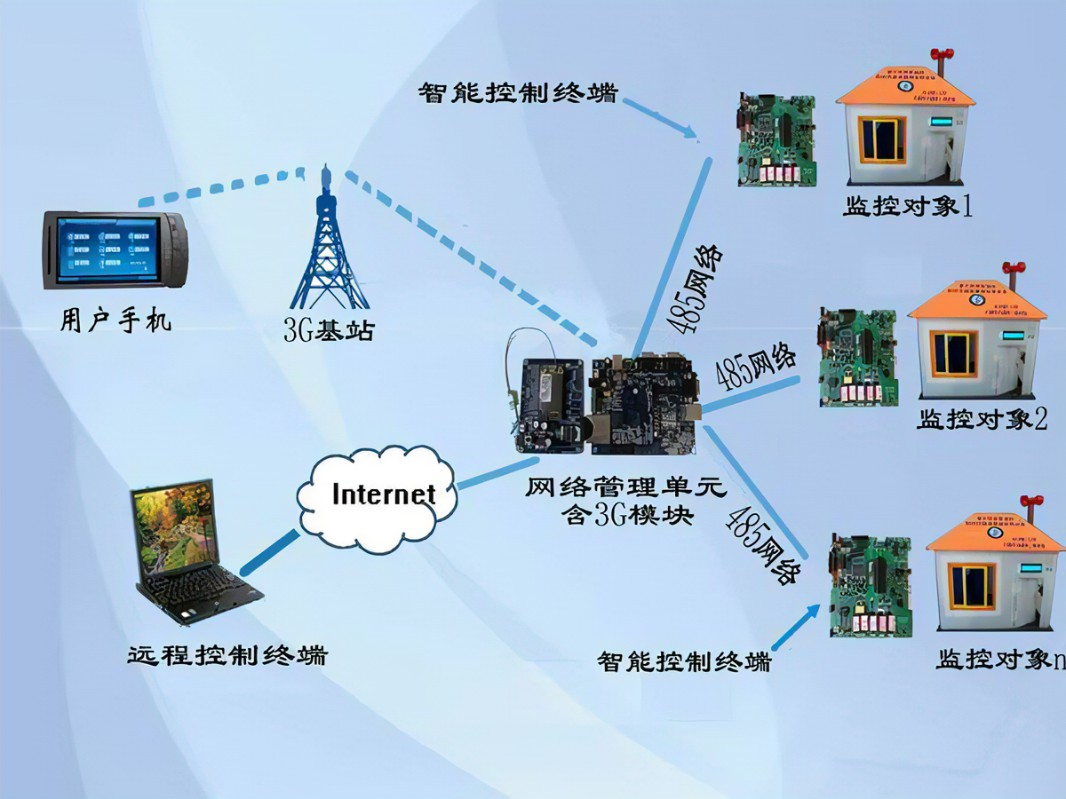 智能控制终端
监控对象1
用户手机
3G基站
485网络
485网络
监控对象2
Internet
网络管理单元
含3G模块
485网络
远程控制终端
智能控制终端
监控对象n